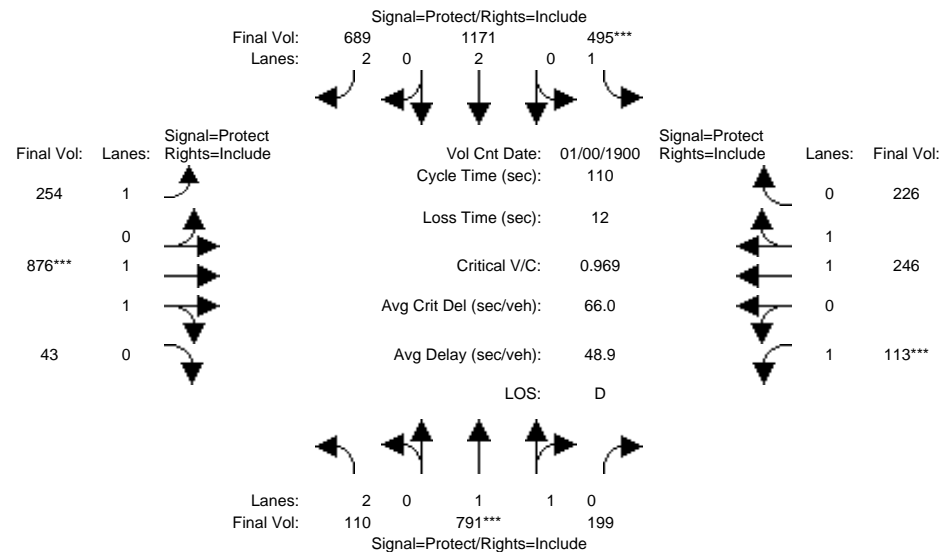 Signal=Protect/Rights=Include
Final Vol: 689 1171 495***
Lanes: 2 0 2 0 1
Signal=Protect
Final Vol: Lanes: Rights=Include
Vol Cnt Date: 01/00/1900
Signal=Protect
Rights=Include Lanes: Final Vol:
Cycle Time (sec): 110
254 1
0 226
Loss Time (sec): 12
0
1
876*** 1
Critical V/C: 0.969
1 246
1
Avg Crit Del (sec/veh): 66.0
0
43 0
Avg Delay (sec/veh): 48.9
1 113***
LOS: D
Lanes: 2 0 1 1 0
Final Vol: 110 791*** 199
Signal=Protect/Rights=Include